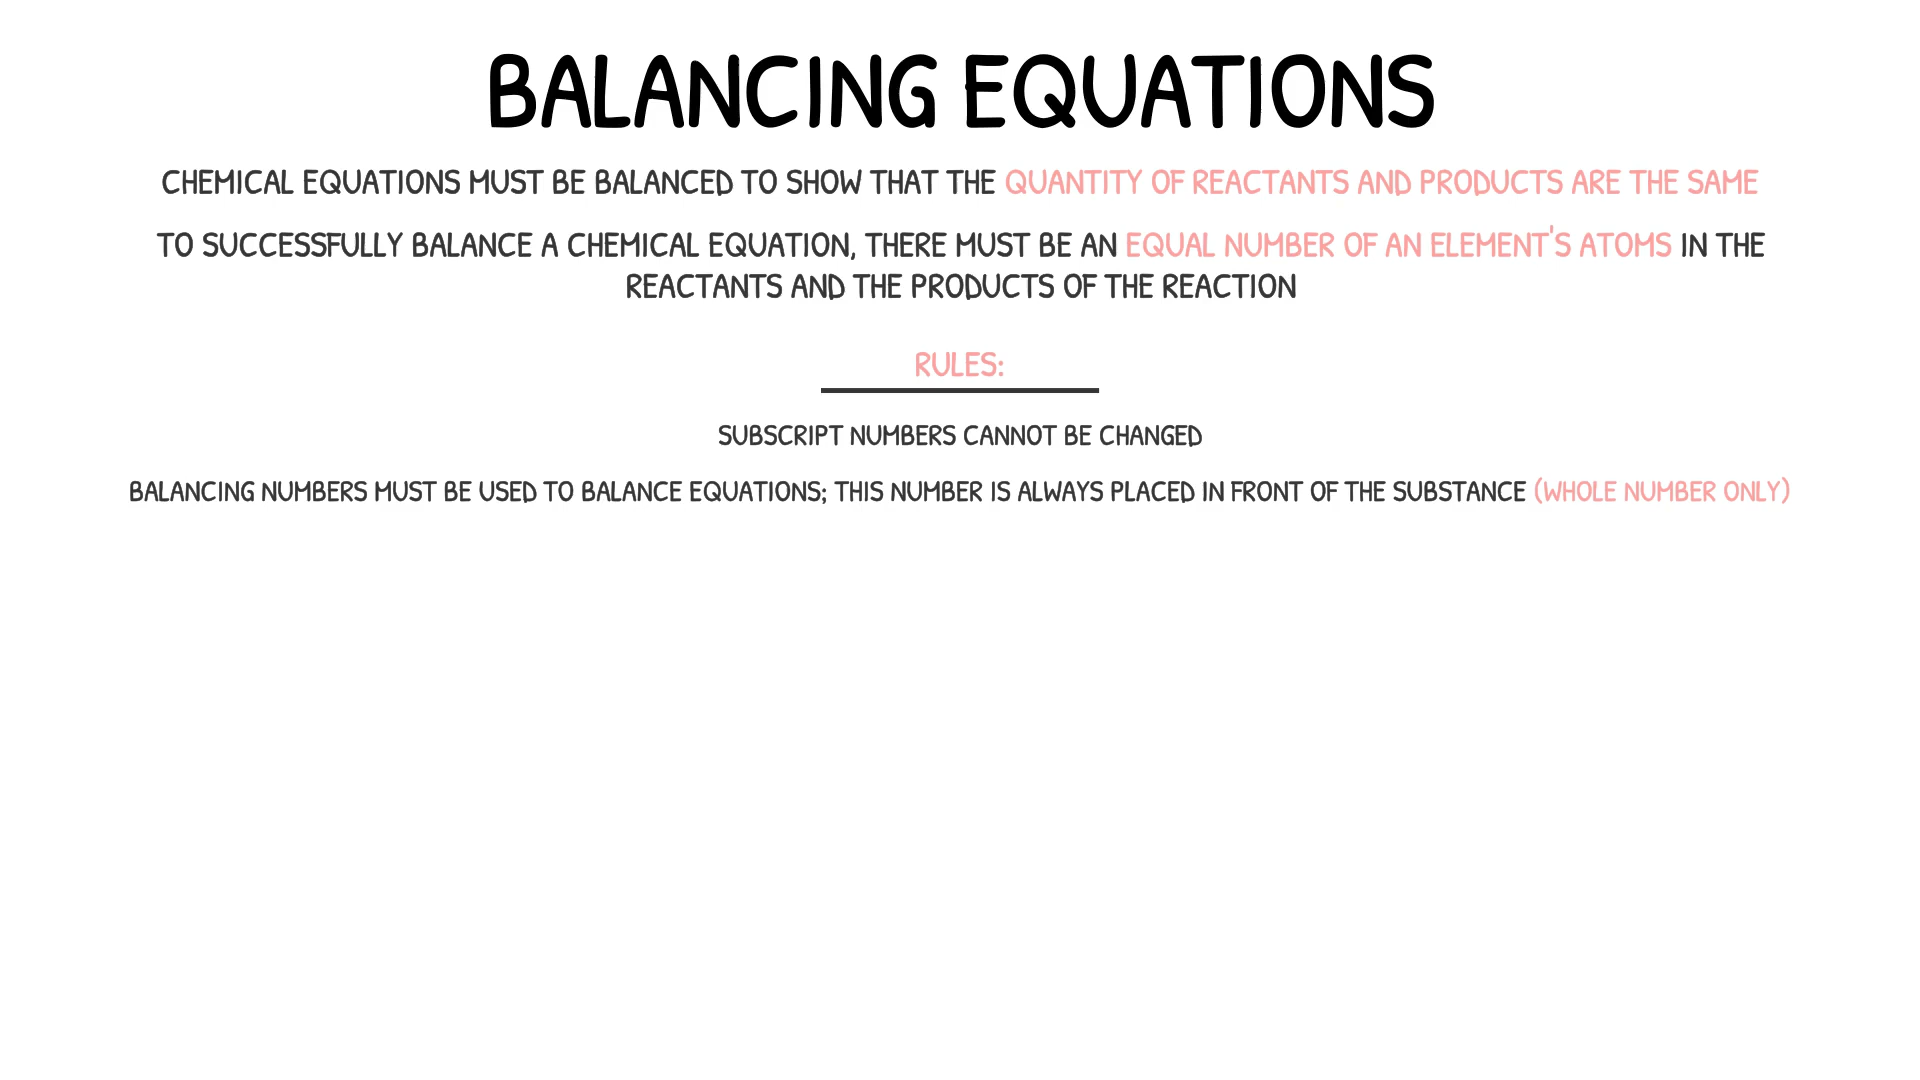 BALANCING EQUATIONS
CHEMICAL EQUATIONS MUST BE BALANCED TO SHOW THAT THE QUANTITY OF REACTANTS AND PRODUCTS ARE THE SAME
TO SUCCESSFULLY BALANCE A CHEMICAL EQUATION, THERE MUST BE AN EQUAL NUMBER OF AN ELEMENT'S ATOMS IN THE
REACTANTS AND THE PRODUCTS OF THE REACTION
RULES:
SUBSCRIPT NUMBERS CANNOT BE CHANGED
BALANCING NUMBERS MUST BE USED TO BALANCE EQUATIONS; THIS NUMBER IS ALWAYS PLACED IN FRONT OF THE SUBSTANCE (WHOLE NUMBER ONLY)